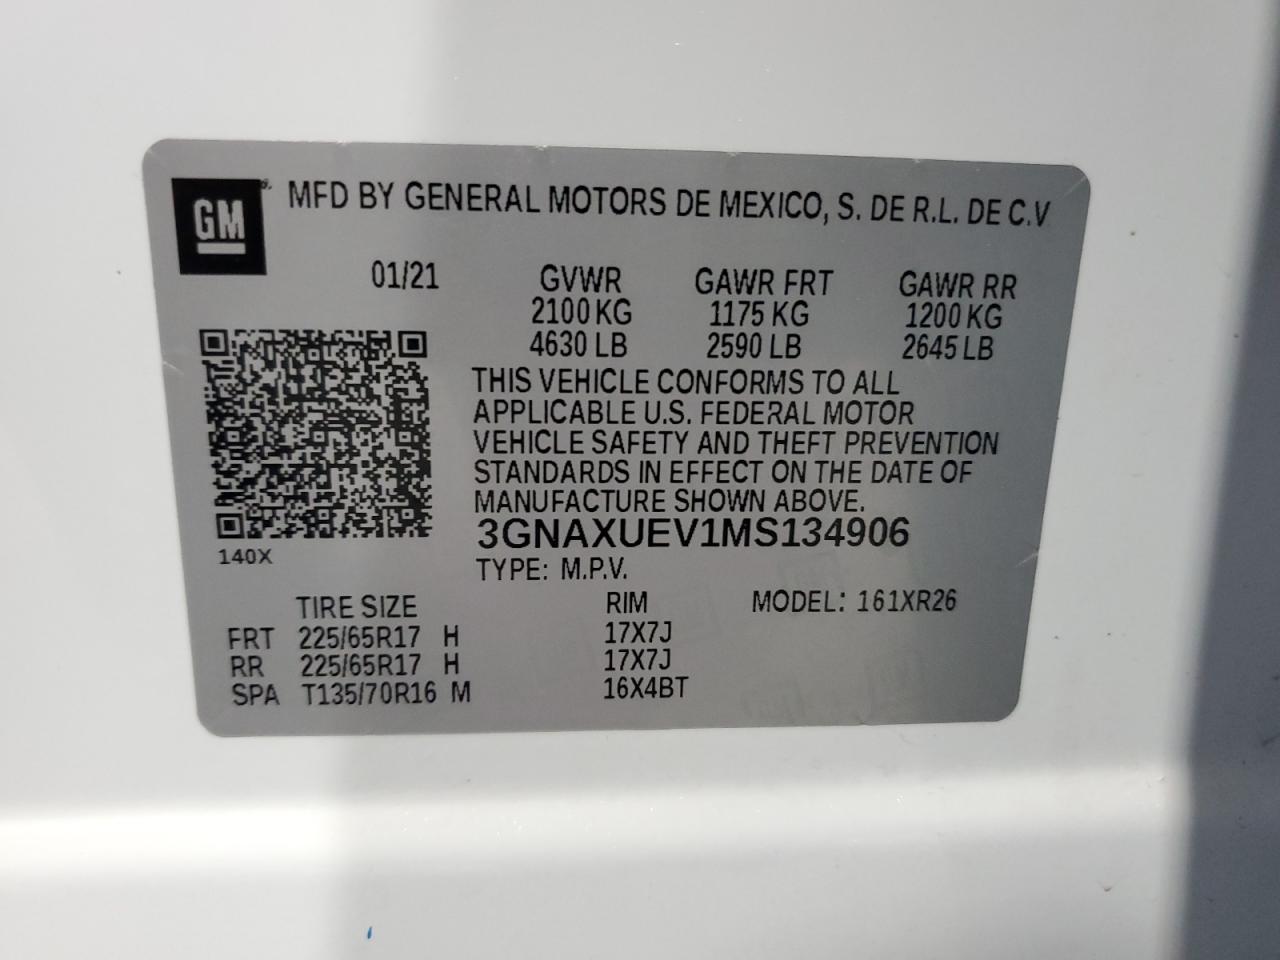 GM
MFD BY GENERAL MOTORS DE MEXICO, S. DE R.L. DE C.V
01/21 GVWR GAWR FRT GAWR RR
2100 KG 1175 KG 1200 KG
4630 LB 2590 LB 2645 LB
THIS VEHICLE CONFORMS TO ALL
APPLICABLE U.S. FEDERAL MOTOR
VEHICLE SAFETY AND THEFT PREVENTION
STANDARDS IN EFFECT ON THE DATE OF
MANUFACTURE SHOWN ABOVE.
3GNAXUEV1MS134906
140X
TYPE: M.P.V.
TIRE SIZE RIM MODEL: 161XR26
FRT 225/65R17 H 17X7J
RR 225/65R17 H 17X7J
SPA T135/70R16 M 16X4BT